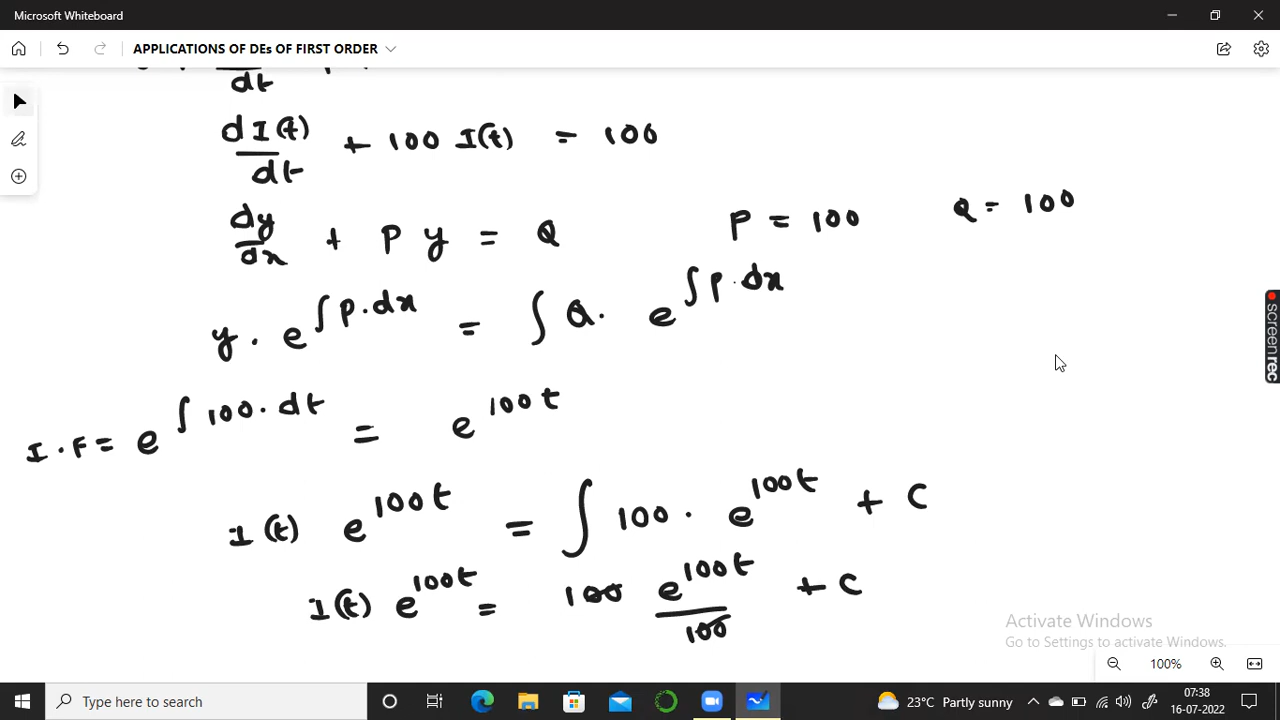 Microsoft Whiteboard
APPLICATIONS OF DEs OF FIRST ORDER
dt
dI(t)/dt + 100 I(t) = 100
dy/dx + P y = Q P = 100 Q = 100
y · e^∫P·dx = ∫ Q · e^∫P·dx
I.F = e^∫100·dt = e^100t
I(t) e^100t = ∫ 100 · e^100t + C
I(t) e^100t = 100 e^100t/100 + C
screenrec
Activate Windows
Go to Settings to activate Windows.
100%
Type here to search
23°C Partly sunny
07:38
16-07-2022